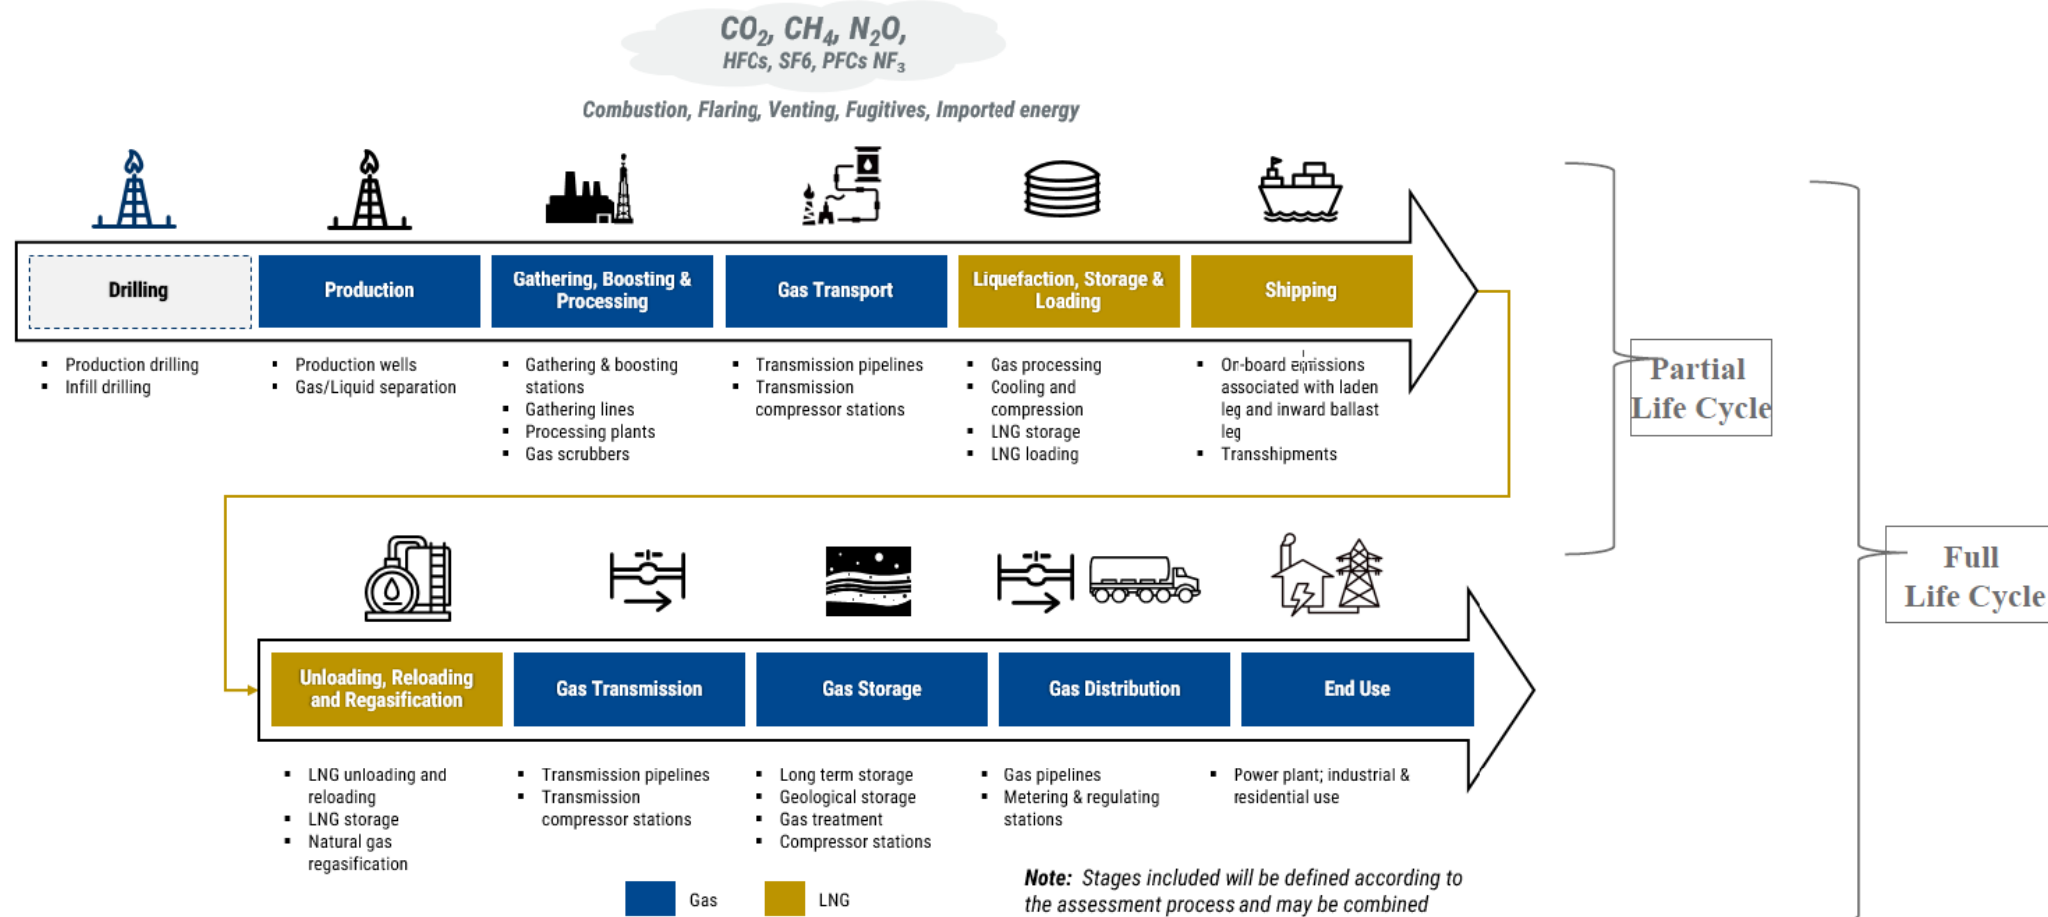 CO₂, CH₄, N₂O,
HFCs, SF6, PFCs NF₃
Combustion, Flaring, Venting, Fugitives, Imported energy
Drilling
Production
Gathering, Boosting &
Processing
Gas Transport
Liquefaction, Storage &
Loading
Shipping
▪ Production drilling
▪ Infill drilling
▪ Production wells
▪ Gas/Liquid separation
▪ Gathering & boosting
stations
▪ Gathering lines
▪ Processing plants
▪ Gas scrubbers
▪ Transmission pipelines
▪ Transmission
compressor stations
▪ Gas processing
▪ Cooling and
compression
▪ LNG storage
▪ LNG loading
▪ On-board emissions
associated with laden
leg and inward ballast
leg
▪ Transshipments
Partial
Life Cycle
Full
Life Cycle
Unloading, Reloading
and Regasification
Gas Transmission
Gas Storage
Gas Distribution
End Use
▪ LNG unloading and
reloading
▪ LNG storage
▪ Natural gas
regasification
▪ Transmission pipelines
▪ Transmission
compressor stations
▪ Long term storage
▪ Geological storage
▪ Gas treatment
▪ Compressor stations
▪ Gas pipelines
▪ Metering & regulating
stations
▪ Power plant; industrial &
residential use
Gas
LNG
Note: Stages included will be defined according to
the assessment process and may be combined